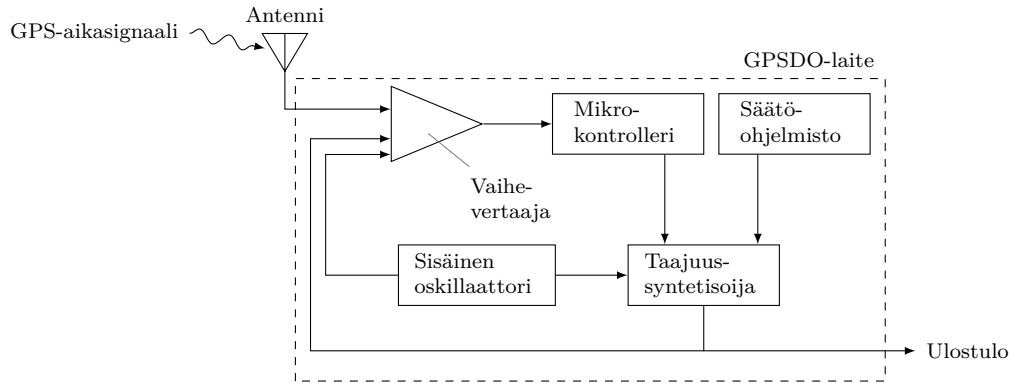 Antenni
GPS-aikasignaali
GPSDO-laite
Mikro-
kontrolleri
Säätö-
ohjelmisto
Vaihe-
vertaaja
Sisäinen
oskillaattori
Taajuus-
syntetisoija
Ulostulo